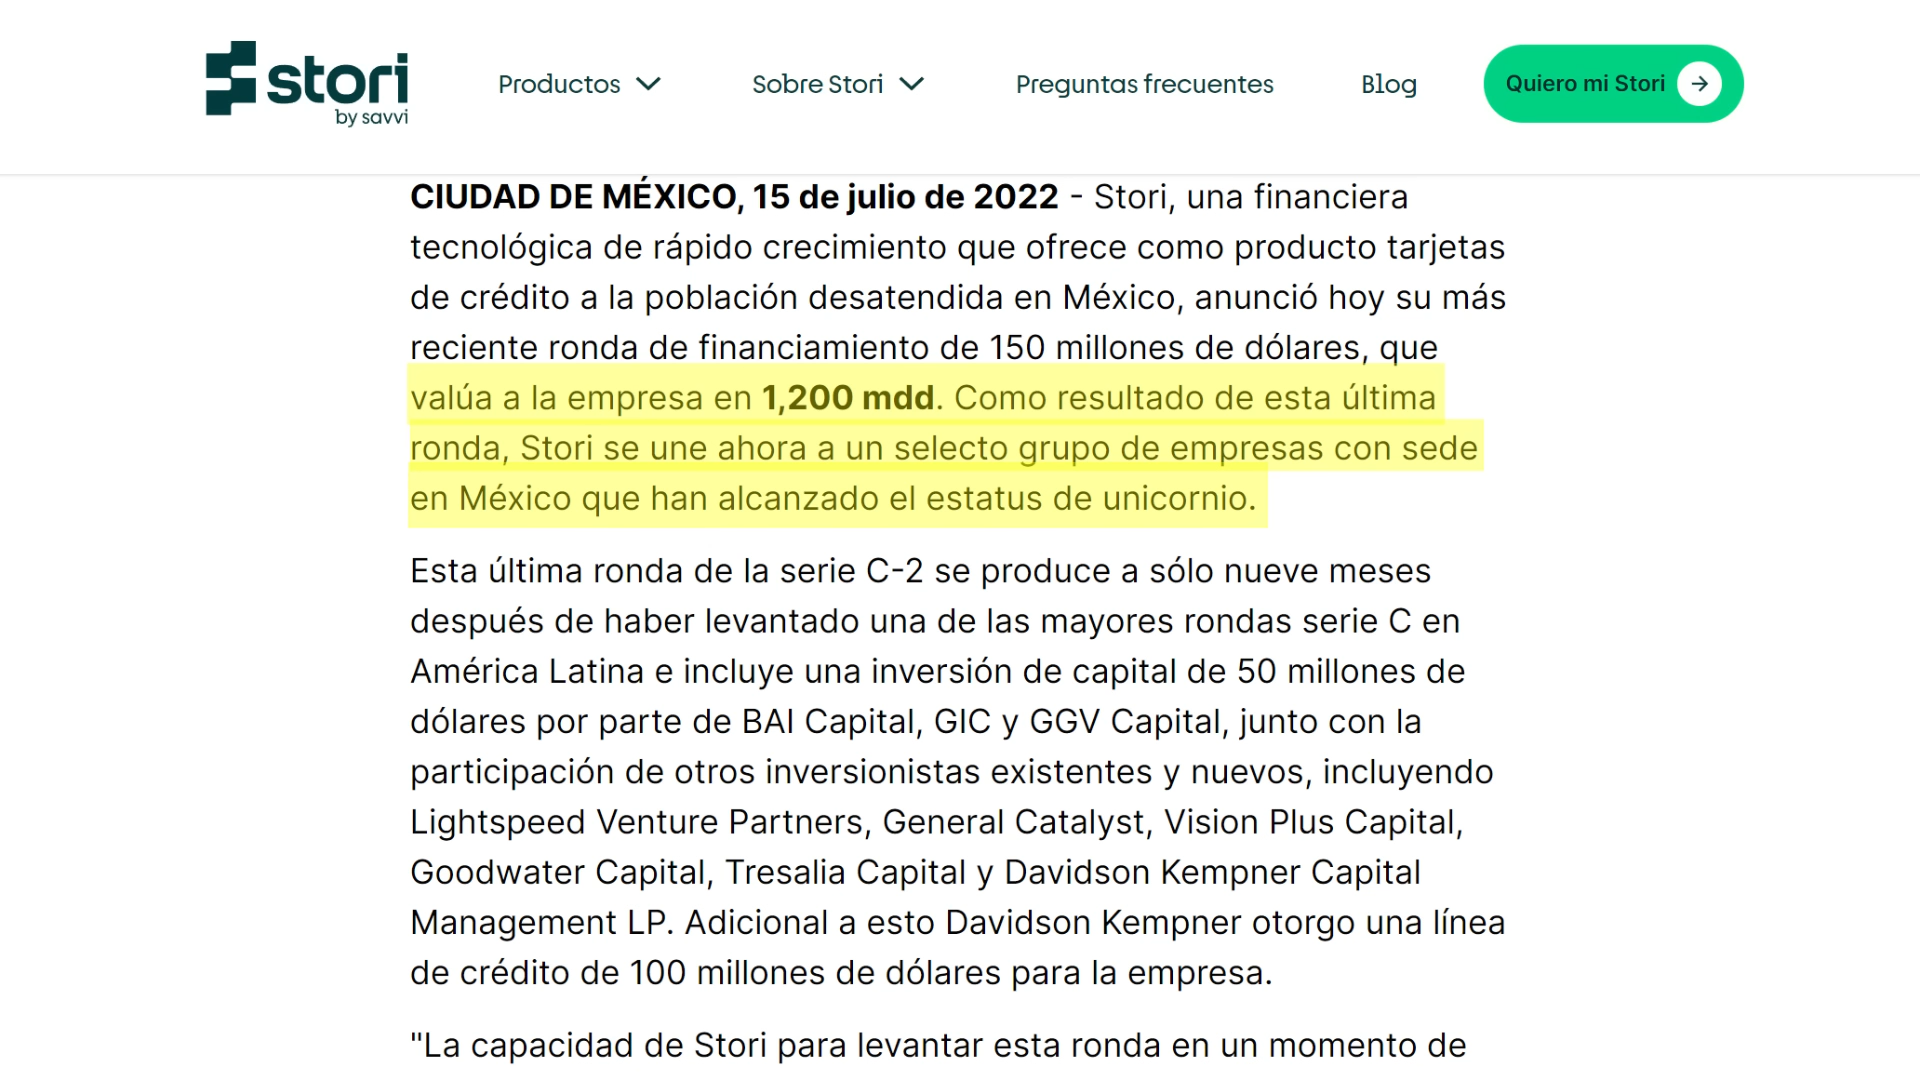 stori
by savvi
Productos
Sobre Stori
Preguntas frecuentes
Blog
Quiero mi Stori
CIUDAD DE MÉXICO, 15 de julio de 2022 - Stori, una financiera
tecnológica de rápido crecimiento que ofrece como producto tarjetas
de crédito a la población desatendida en México, anunció hoy su más
reciente ronda de financiamiento de 150 millones de dólares, que
valúa a la empresa en 1,200 mdd. Como resultado de esta última
ronda, Stori se une ahora a un selecto grupo de empresas con sede
en México que han alcanzado el estatus de unicornio.
Esta última ronda de la serie C-2 se produce a sólo nueve meses
después de haber levantado una de las mayores rondas serie C en
América Latina e incluye una inversión de capital de 50 millones de
dólares por parte de BAI Capital, GIC y GGV Capital, junto con la
participación de otros inversionistas existentes y nuevos, incluyendo
Lightspeed Venture Partners, General Catalyst, Vision Plus Capital,
Goodwater Capital, Tresalia Capital y Davidson Kempner Capital
Management LP. Adicional a esto Davidson Kempner otorgo una línea
de crédito de 100 millones de dólares para la empresa.
"La capacidad de Stori para levantar esta ronda en un momento de